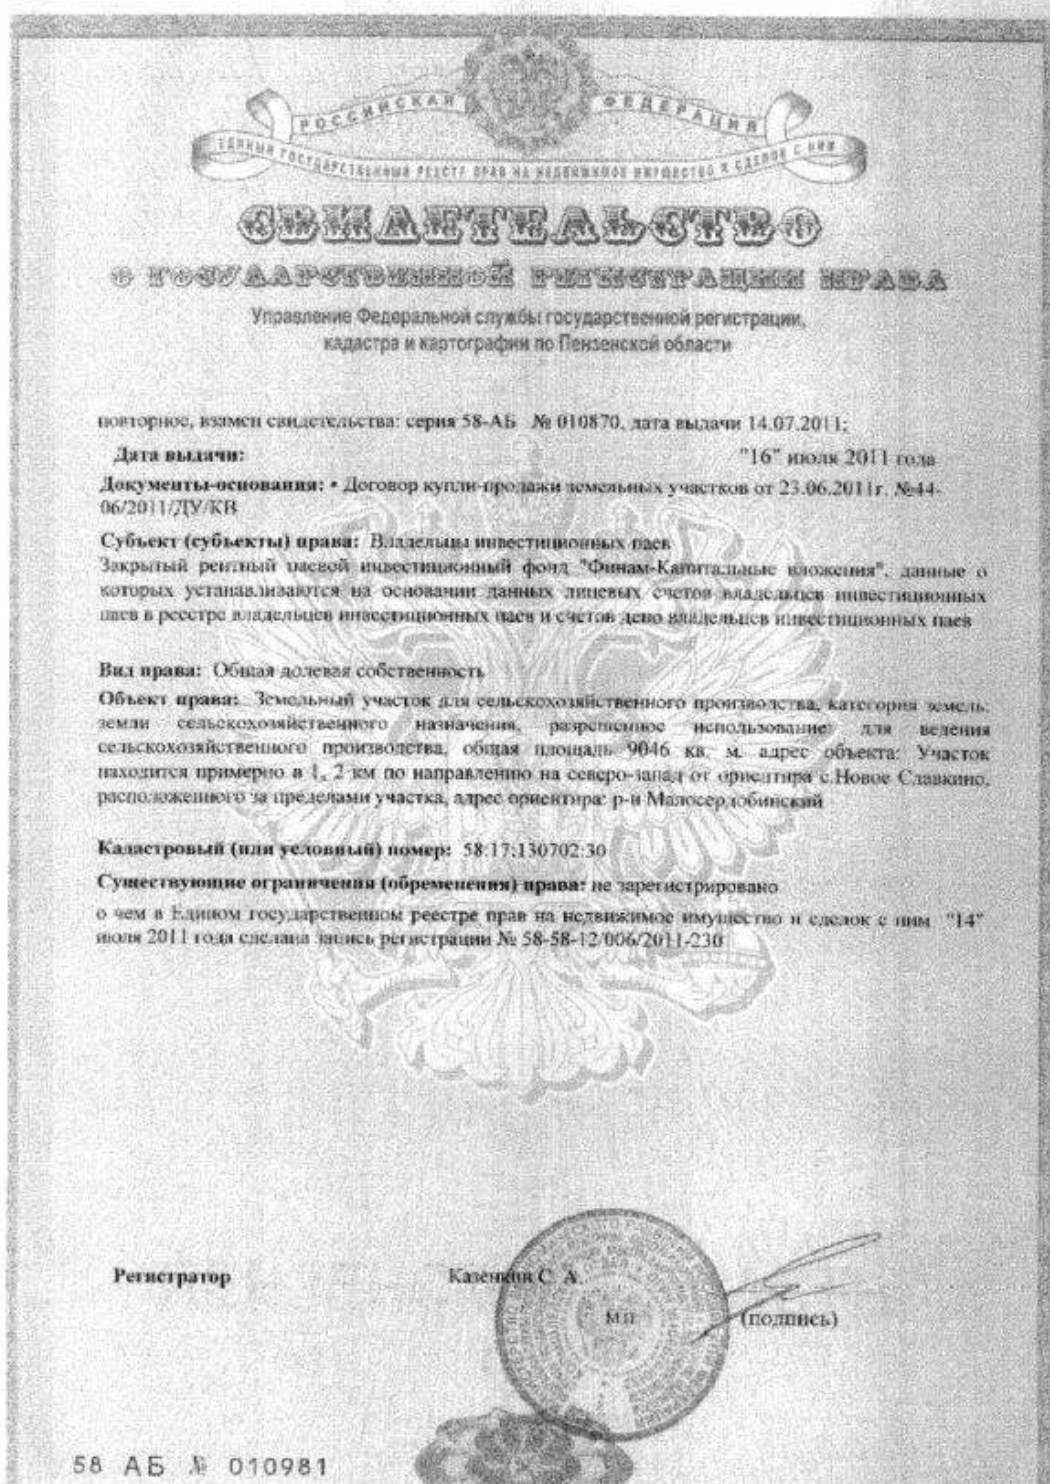 РОССИЙСКАЯ ФЕДЕРАЦИЯ
ЕДИНЫЙ ГОСУДАРСТВЕННЫЙ РЕЕСТР ПРАВ НА НЕДВИЖИМОЕ ИМУЩЕСТВО И СДЕЛОК С НИМ
СВИДЕТЕЛЬСТВО
О ГОСУДАРСТВЕННОЙ РЕГИСТРАЦИИ ПРАВА
Управление Федеральной службы государственной регистрации,
кадастра и картографии по Пензенской области
повторное, взамен свидетельства: серия 58-АБ № 010870, дата выдачи 14.07.2011;
Дата выдачи: "16" июля 2011 года
Документы-основания: • Договор купли-продажи земельных участков от 23.06.2011г. №44-
06/2011/ДУ/КВ
Субъект (субъекты) права: Владельцы инвестиционных паев
Закрытый рентный паевой инвестиционный фонд "Финам-Капитальные вложения", данные о
которых устанавливаются на основании данных лицевых счетов владельцев инвестиционных
паев в реестре владельцев инвестиционных паев и счетов депо владельцев инвестиционных паев
Вид права: Общая долевая собственность
Объект права: Земельный участок для сельскохозяйственного производства, категория земель:
земли сельскохозяйственного назначения, разрешенное использование: для ведения
сельскохозяйственного производства, общая площадь 9046 кв. м, адрес объекта: Участок
находится примерно в 1, 2 км по направлению на северо-запад от ориентира с.Новое Славкино,
расположенного за пределами участка, адрес ориентира: р-н Малосердобинский
Кадастровый (или условный) номер: 58:17:130702:30
Существующие ограничения (обременения) права: не зарегистрировано
о чем в Едином государственном реестре прав на недвижимое имущество и сделок с ним "14"
июля 2011 года сделана запись регистрации № 58-58-12/006/2011-230
Регистратор Казенкин С. А.
М.П. (подпись)
58 АБ № 010981